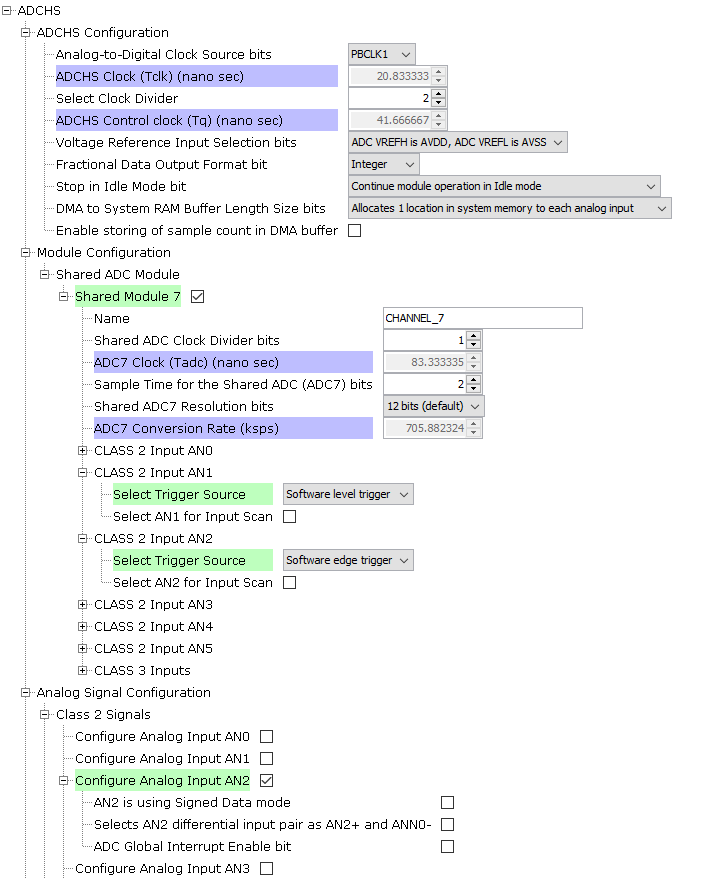 ADCHS
ADCHS Configuration
Analog-to-Digital Clock Source bits PBCLK1
ADCHS Clock (Tclk) (nano sec) 20.833333
Select Clock Divider 2
ADCHS Control clock (Tq) (nano sec) 41.666667
Voltage Reference Input Selection bits ADC VREFH is AVDD, ADC VREFL is AVSS
Fractional Data Output Format bit Integer
Stop in Idle Mode bit Continue module operation in Idle mode
DMA to System RAM Buffer Length Size bits Allocates 1 location in system memory to each analog input
Enable storing of sample count in DMA buffer
Module Configuration
Shared ADC Module
Shared Module 7
Name CHANNEL_7
Shared ADC Clock Divider bits 1
ADC7 Clock (Tadc) (nano sec) 83.333335
Sample Time for the Shared ADC (ADC7) bits 2
Shared ADC7 Resolution bits 12 bits (default)
ADC7 Conversion Rate (ksps) 705.882324
CLASS 2 Input AN0
CLASS 2 Input AN1
Select Trigger Source Software level trigger
Select AN1 for Input Scan
CLASS 2 Input AN2
Select Trigger Source Software edge trigger
Select AN2 for Input Scan
CLASS 2 Input AN3
CLASS 2 Input AN4
CLASS 2 Input AN5
CLASS 3 Inputs
Analog Signal Configuration
Class 2 Signals
Configure Analog Input AN0
Configure Analog Input AN1
Configure Analog Input AN2
AN2 is using Signed Data mode
Selects AN2 differential input pair as AN2+ and ANN0-
ADC Global Interrupt Enable bit
Configure Analog Input AN3